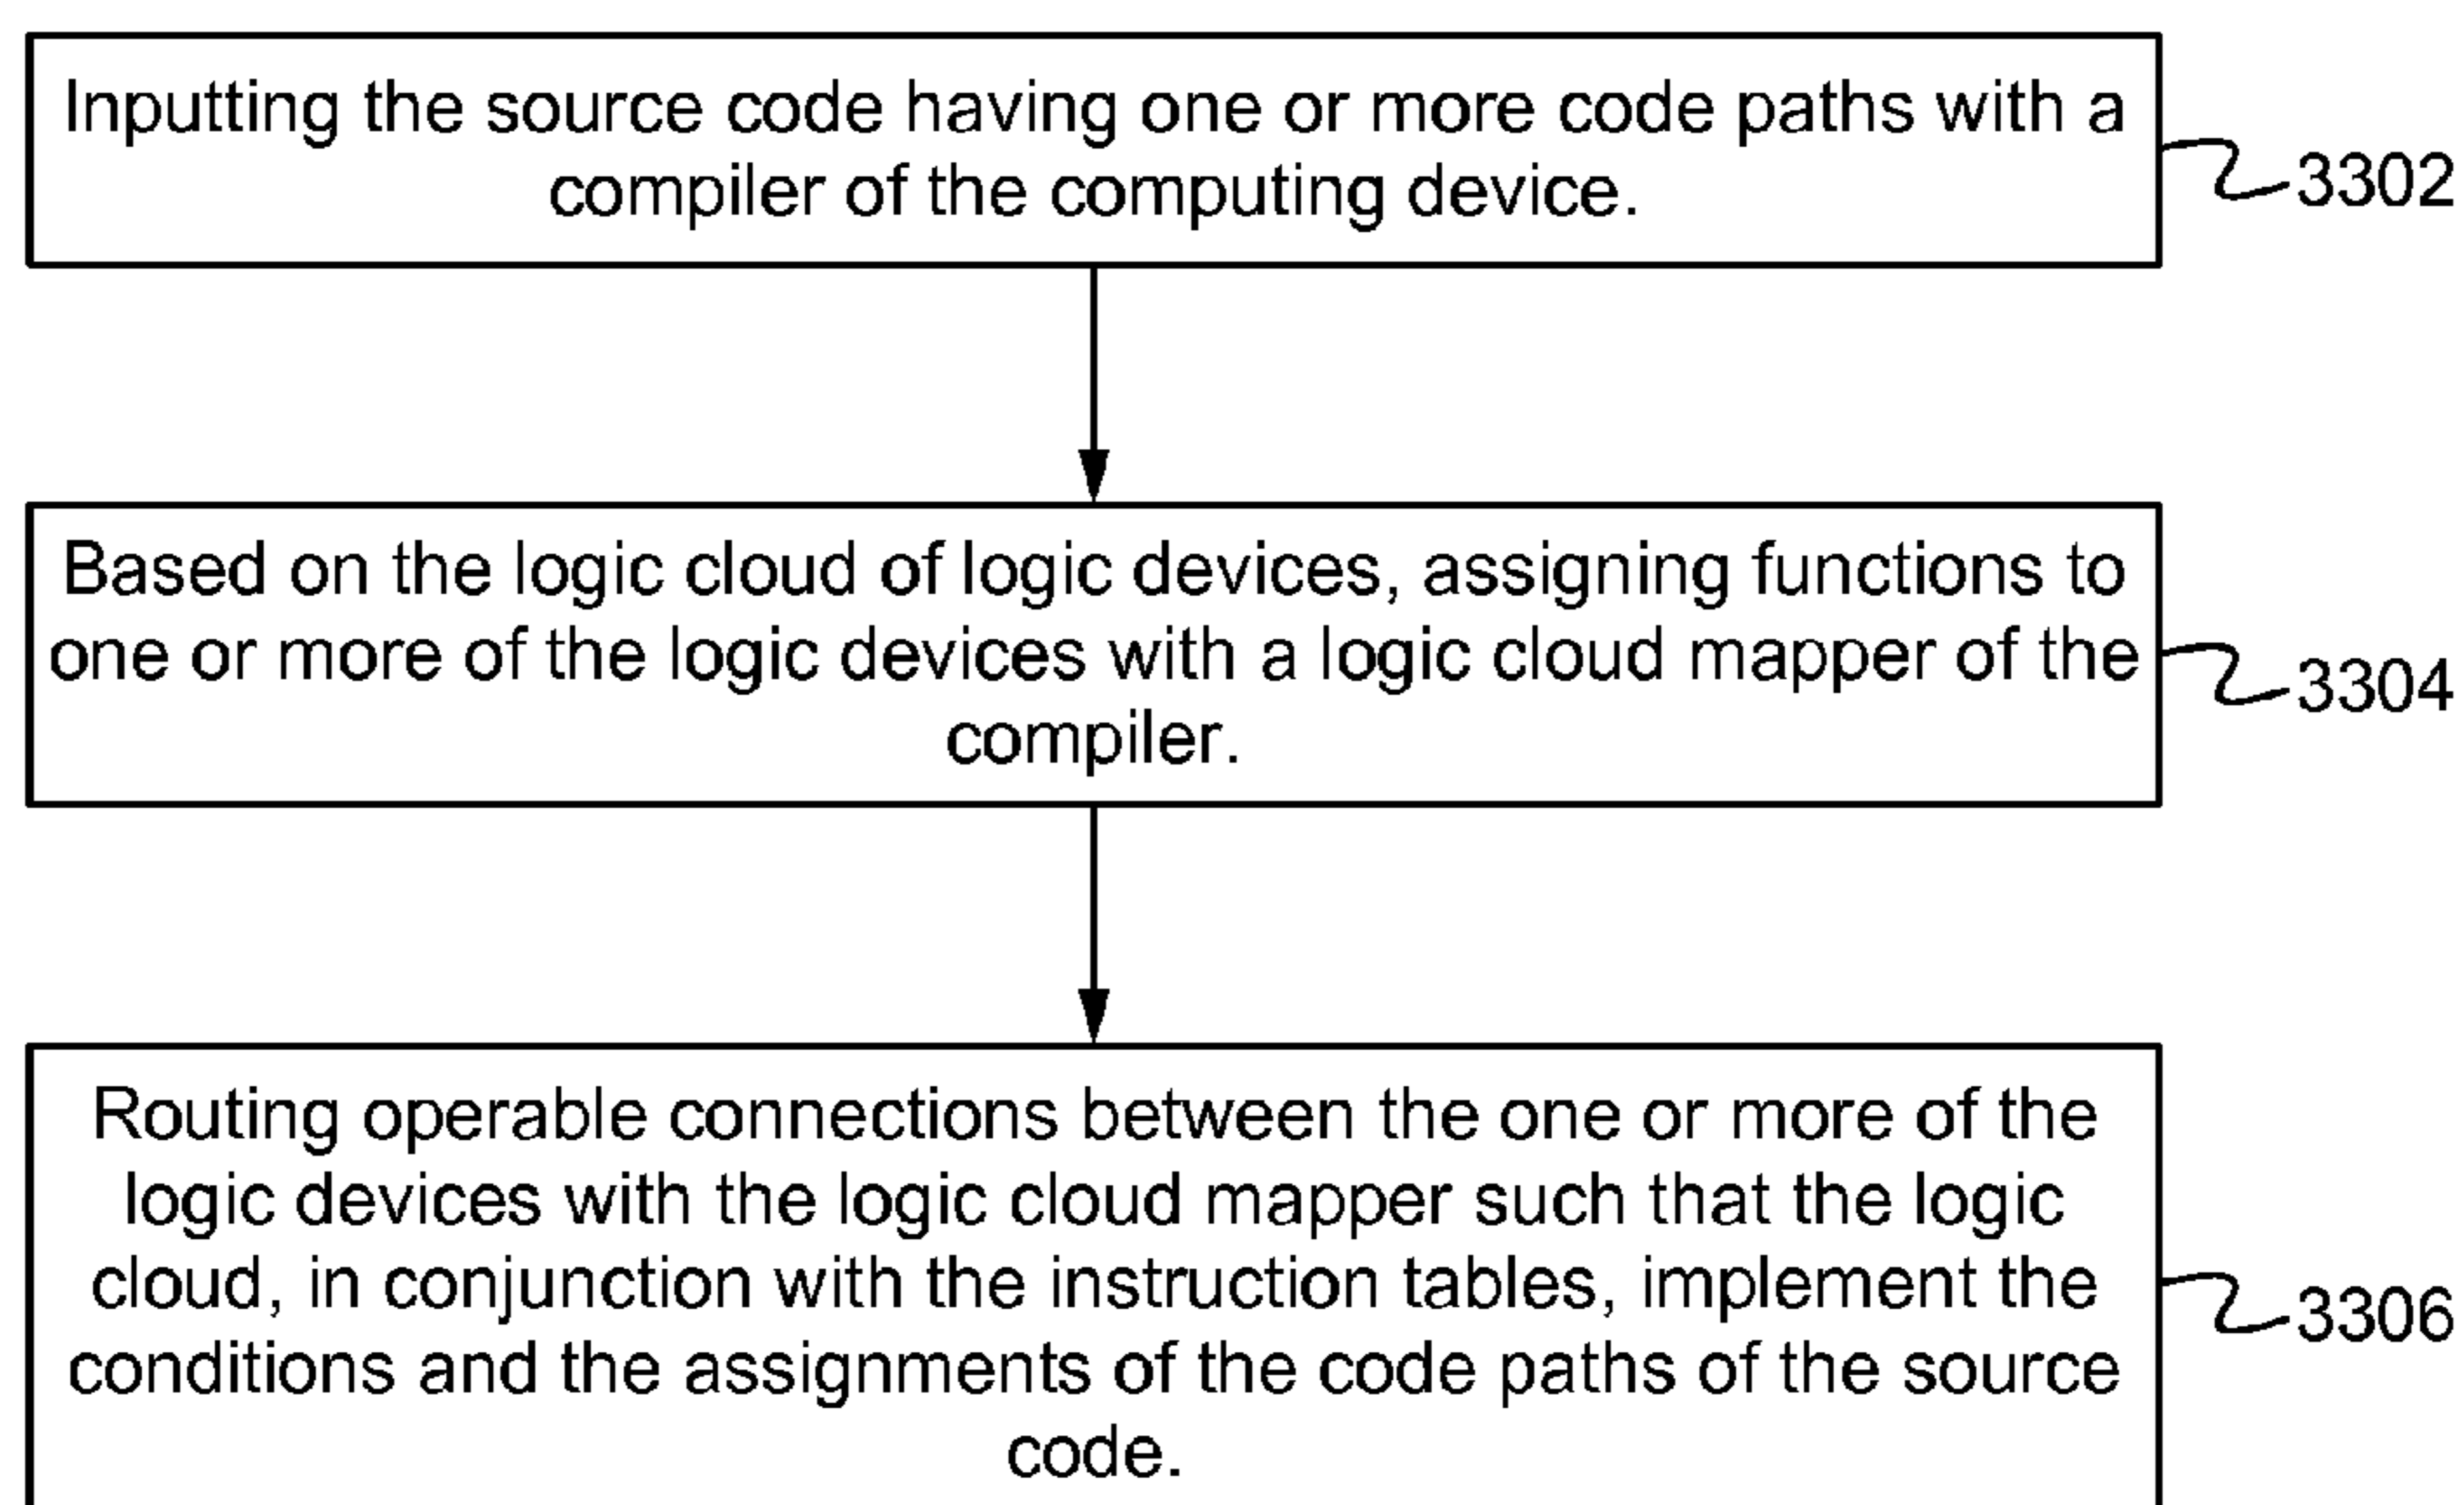 Inputting the source code having one or more code paths with a
compiler of the computing device.
3302
Based on the logic cloud of logic devices, assigning functions to
one or more of the logic devices with a logic cloud mapper of the
compiler.
3304
Routing operable connections between the one or more of the
logic devices with the logic cloud mapper such that the logic
cloud, in conjunction with the instruction tables, implement the
conditions and the assignments of the code paths of the source
code.
3306